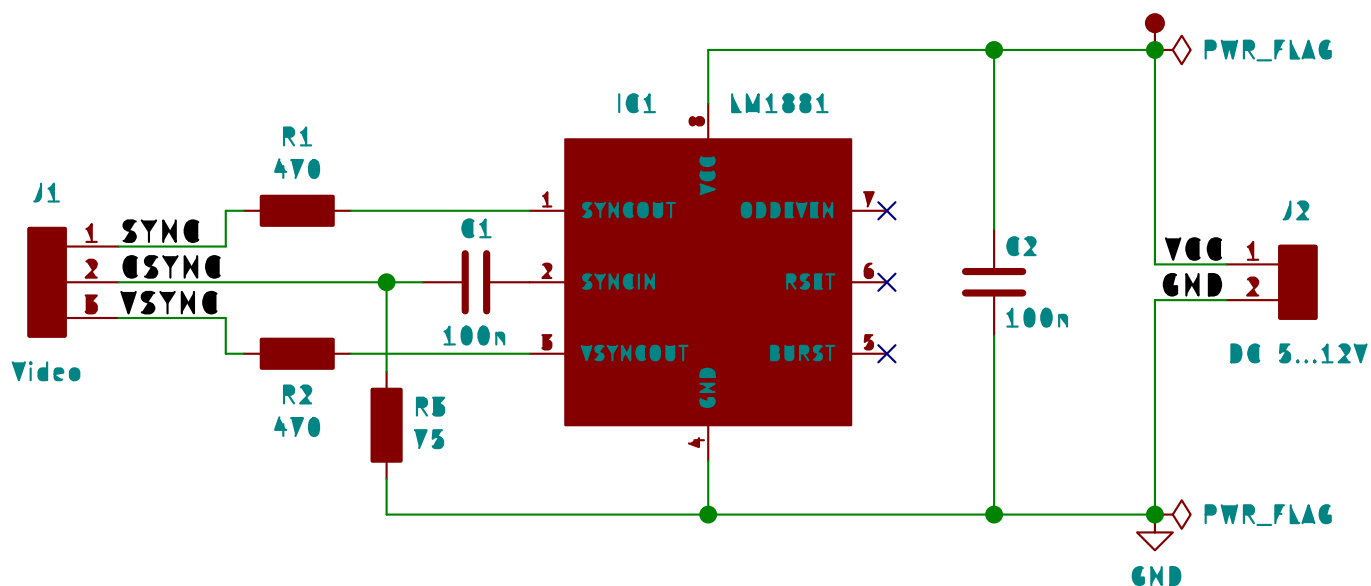 PWR_FLAG
IC1 LM1881
8
R1
470
VCC
J1
1 SYNC
2 CSYNC
3 VSYNC
Video
1 SYNCOUT
ODDEVEN 7
C1
100n
2 SYNCIN
RSET 6
3 VSYNCOUT
BURST 5
GND
4
R2
470
R3
75
C2
100n
J2
VCC 1
GND 2
DC 5...12V
PWR_FLAG
GND